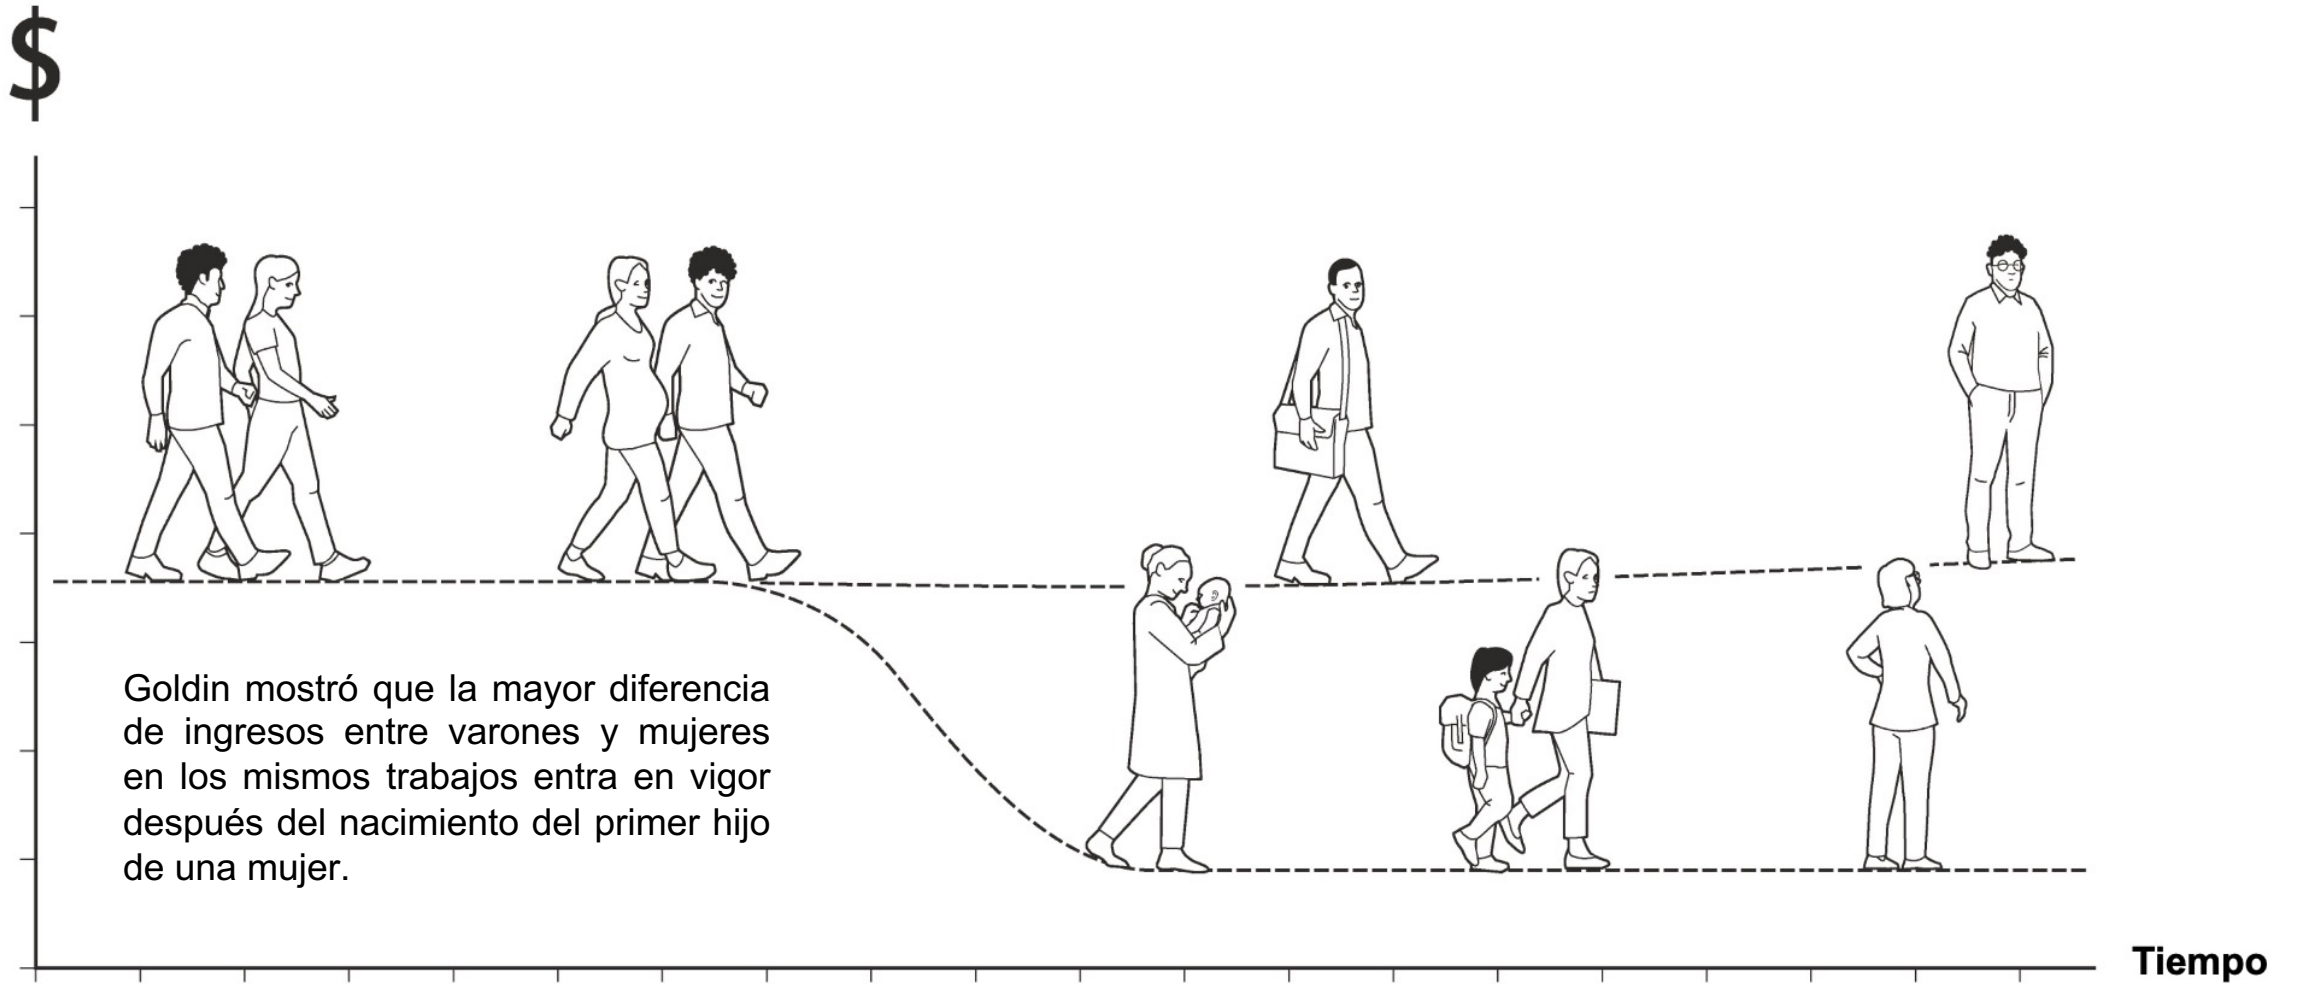 $
Goldin mostró que la mayor diferencia
de ingresos entre varones y mujeres
en los mismos trabajos entra en vigor
después del nacimiento del primer hijo
de una mujer.
Tiempo